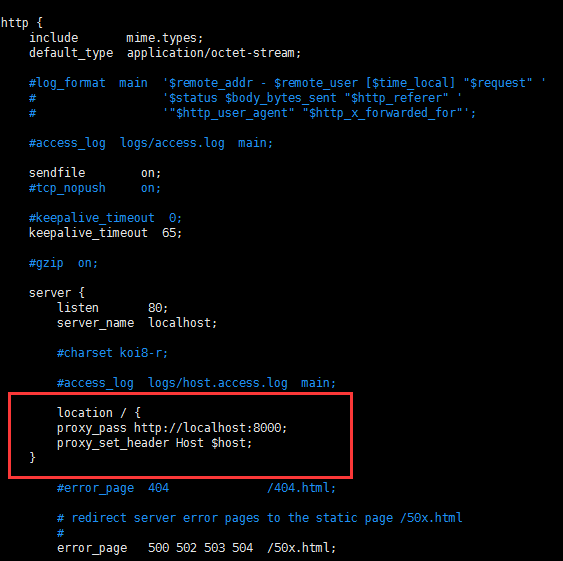 http {
    include       mime.types;
    default_type  application/octet-stream;
    #log_format  main  '$remote_addr - $remote_user [$time_local] "$request" '
    #                  '$status $body_bytes_sent "$http_referer" '
    #                  '"$http_user_agent" "$http_x_forwarded_for"';
    #access_log  logs/access.log  main;
    sendfile        on;
    #tcp_nopush     on;
    #keepalive_timeout  0;
    keepalive_timeout  65;
    #gzip  on;
    server {
        listen       80;
        server_name  localhost;
        #charset koi8-r;
        #access_log  logs/host.access.log  main;
        location / {
        proxy_pass http://localhost:8000;
        proxy_set_header Host $host;
    }
        #error_page  404              /404.html;
        # redirect server error pages to the static page /50x.html
        #
        error_page   500 502 503 504  /50x.html;